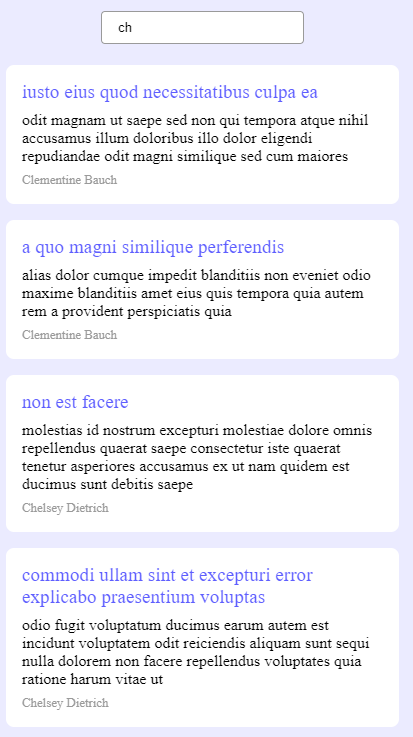 ch
iusto eius quod necessitatibus culpa ea
odit magnam ut saepe sed non qui tempora atque nihil
accusamus illum doloribus illo dolor eligendi
repudiandae odit magni similique sed cum maiores
Clementine Bauch
a quo magni similique perferendis
alias dolor cumque impedit blanditiis non eveniet odio
maxime blanditiis amet eius quis tempora quia autem
rem a provident perspiciatis quia
Clementine Bauch
non est facere
molestias id nostrum excepturi molestiae dolore omnis
repellendus quaerat saepe consectetur iste quaerat
tenetur asperiores accusamus ex ut nam quidem est
ducimus sunt debitis saepe
Chelsey Dietrich
commodi ullam sint et excepturi error
explicabo praesentium voluptas
odio fugit voluptatum ducimus earum autem est
incidunt voluptatem odit reiciendis aliquam sunt sequi
nulla dolorem non facere repellendus voluptates quia
ratione harum vitae ut
Chelsey Dietrich